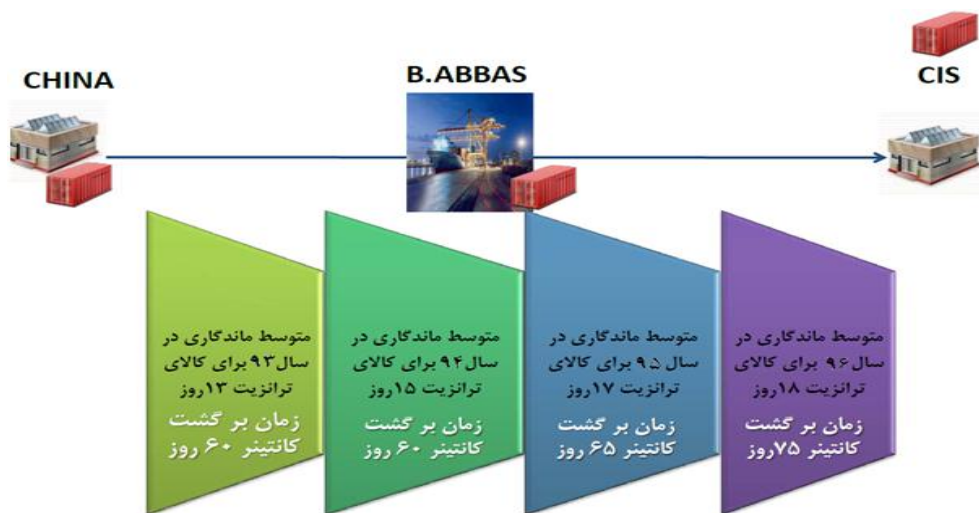 CHINA
B.ABBAS
CIS
متوسط ماندگاری در
سال۹۳ برای کالای
ترانزیت ۱۳روز
زمان بر گشت
کانتینر ۶۰ روز
متوسط ماندگاری در
سال۹۴ برای کالای
ترانزیت ۱۵روز
زمان بر گشت
کانتینر ۶۰ روز
متوسط ماندگاری در
سال۹۵ برای کالای
ترانزیت ۱۷روز
زمان بر گشت
کانتینر ۶۵ روز
متوسط ماندگاری در
سال ۹۶ برای کالای
ترانزیت ۱۸روز
زمان بر گشت
کانتینر ۷۵روز